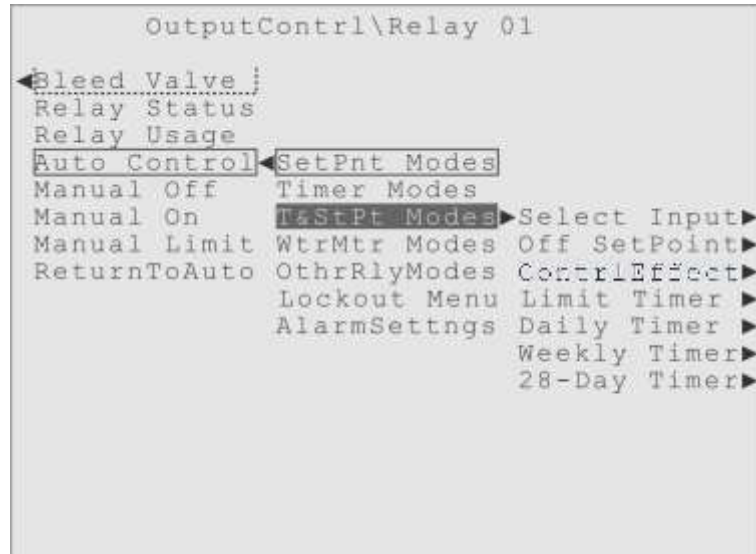 OutputContrl\Relay 01
Bleed Valve
Relay Status
Relay Usage
Auto Control SetPnt Modes
Manual Off Timer Modes
Manual On T&StPt Modes Select Input
Manual Limit WtrMtr Modes Off SetPoint
ReturnToAuto OthrRlyModes ContrlEffect
Lockout Menu Limit Timer
AlarmSettngs Daily Timer
Weekly Timer
28-Day Timer